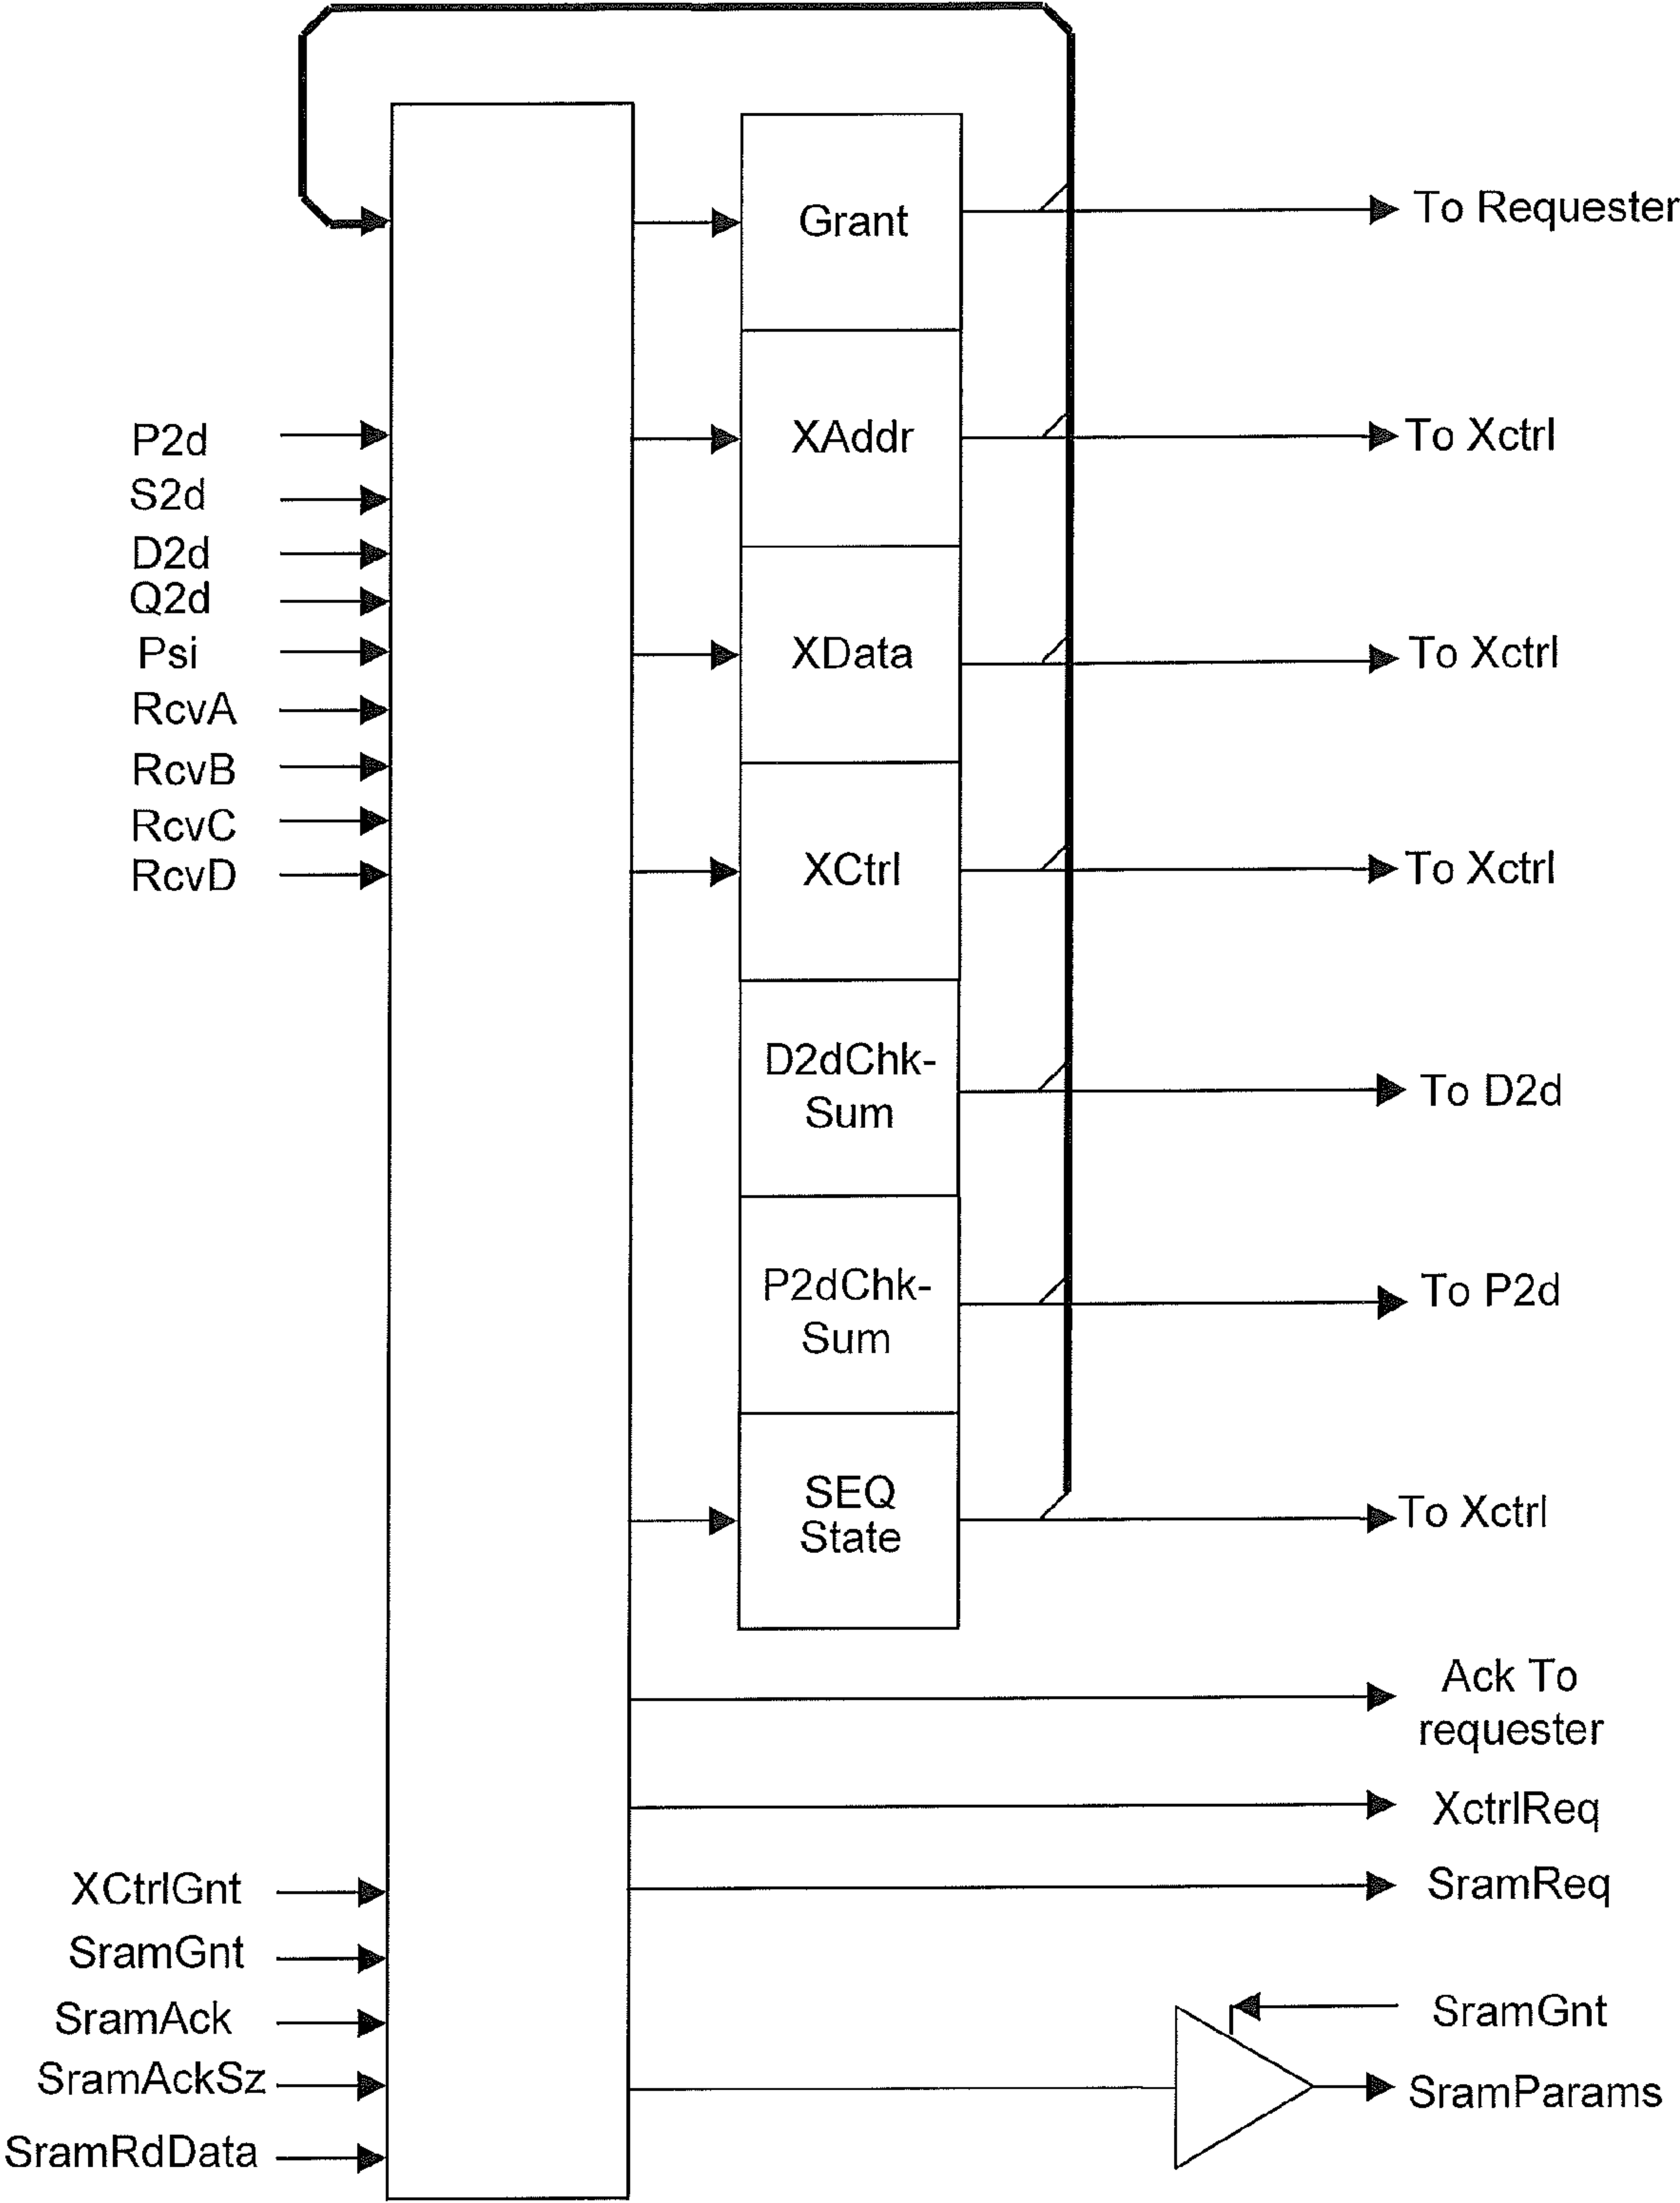 Grant
To Requester
P2d
XAddr
To Xctrl
S2d
D2d
Q2d
Psi
XData
To Xctrl
RcvA
RcvB
RcvC
RcvD
XCtrl
To Xctrl
D2dChk-
Sum
To D2d
P2dChk-
Sum
To P2d
SEQ
State
To Xctrl
Ack To
requester
XctrlReq
XCtrlGnt
SramReq
SramGnt
SramAck
SramGnt
SramAckSz
SramParams
SramRdData